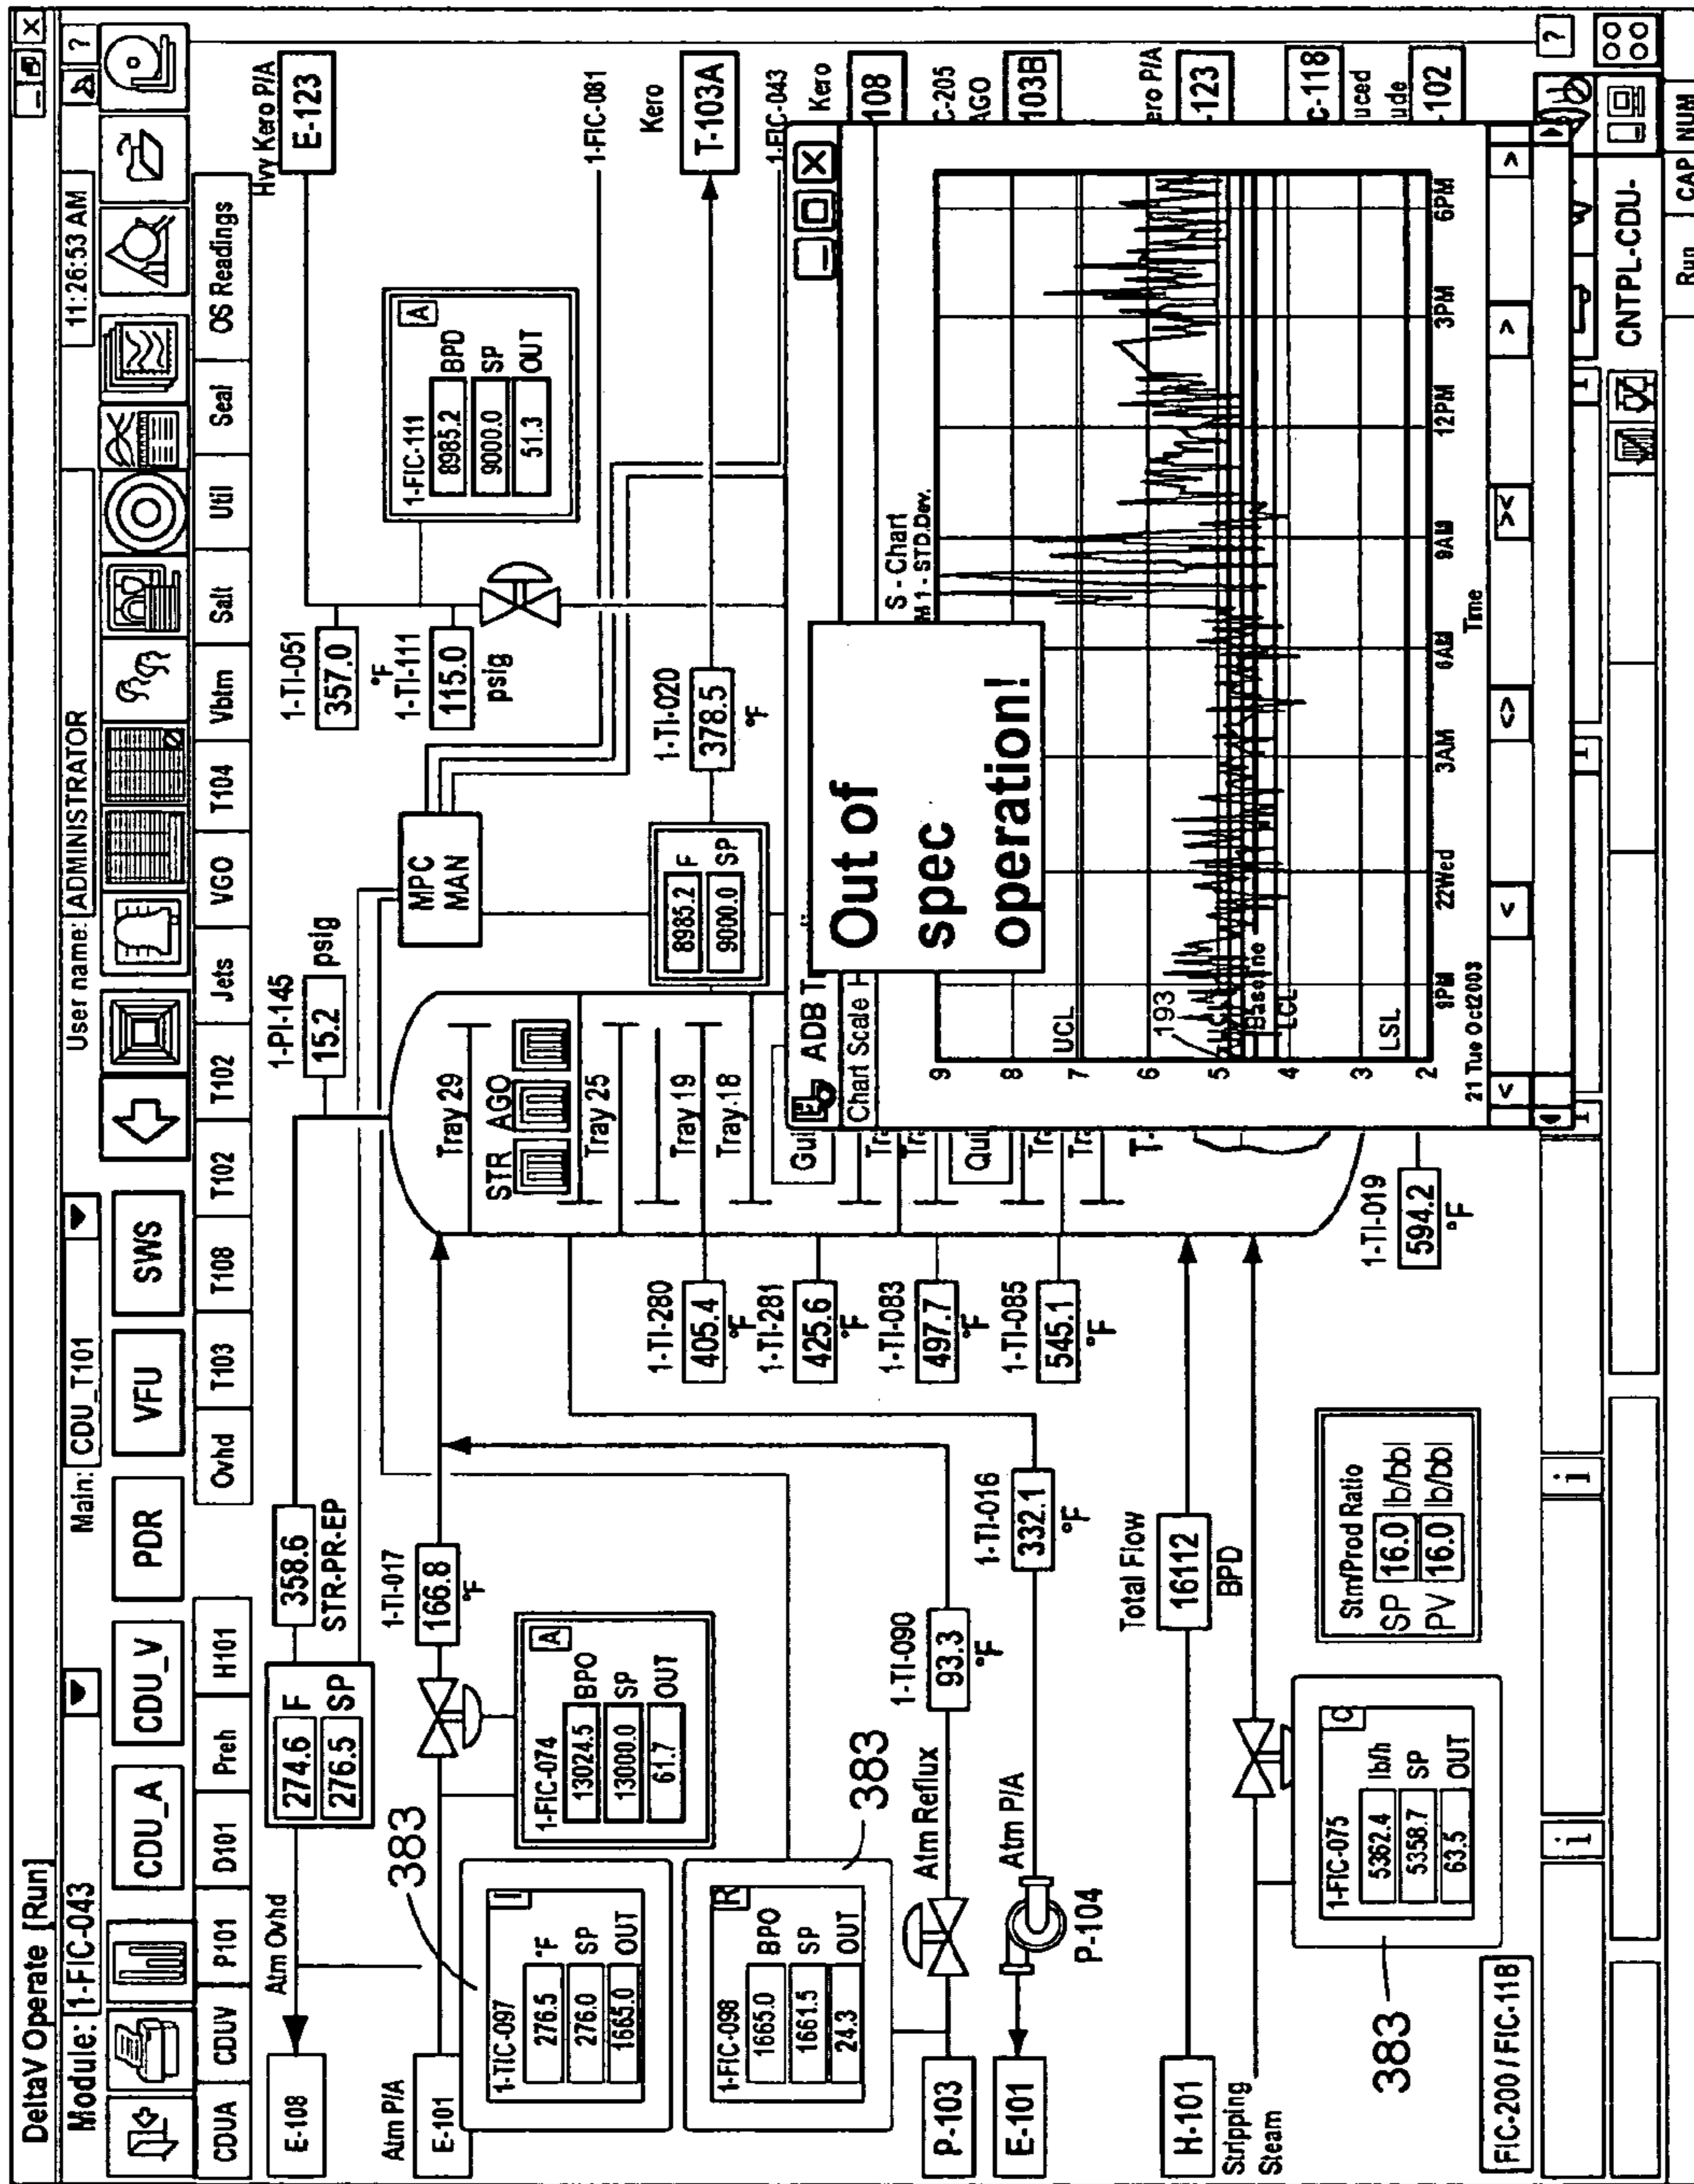 DeltaV Operate [Run]
Module: 1-FIC-043
Main: CDU_T101
User name: ADMINISTRATOR
11:26:53 AM
?
CDU_A
CDU_V
PDR
VFU
SWS
CDUA
CDUV
P101
D101
Preh
H101
Ovhd
T103
T108
T102
T102
Jets
VGO
T104
Vbtm
Salt
Util
Seal
OS Readings
E-108
Atm Ovhd
274.6 F
276.5 SP
358.6
STR-PR-EP
1-PI-145
15.2
psig
Hvy Kero P/A
E-123
1-TI-051
357.0
°F
1-TI-111
115.0
psig
1-FIC-111
A
8985.2 BPD
9000.0 SP
51.3 OUT
1-FIC-081
MPC
MAN
Kero
T-103A
1-FIC-043
1-TI-020
378.5
°F
8985.2 F
9000.0 SP
Atm P/A
E-101
383
1-TI-017
166.8
°F
1-FIC-074
A
13024.5 BPO
13000.0 SP
61.7 OUT
1-TIC-097
I
276.5 °F
276.0 SP
1665.0 OUT
1-FIC-098
R
1665.0 BPO
1661.5 SP
24.3 OUT
383
P-103
Atm Reflux
1-TI-090
93.3
°F
E-101
Atm P/A
P-104
1-TI-016
332.1
°F
H-101
Total Flow
16112
BPD
Stripping
Steam
1-FIC-075
C
5362.4 lb/h
5358.7 SP
63.5 OUT
383
Stm/Prod Ratio
SP 16.0 lb/bbl
PV 16.0 lb/bbl
FIC-200 / FIC-118
Tray 29
STR AGO
Tray 25
Tray 19
Tray 18
Gui
Tra
Tra
Qui
Tra
Tra
T-
1-TI-280
405.4
°F
1-TI-281
425.6
°F
1-TI-083
497.7
°F
1-TI-085
545.1
°F
1-TI-019
594.2
°F
ADB T
Chart Scale H
Out of
spec
operation!
S - Chart
M 1 - STD.Dev.
9
8
7
6
5
4
3
2
UCL
193
UCL
Baseline
LCL
LSL
9PM
22Wed
3AM
6AM
9AM
12PM
3PM
6PM
21 Tue Oct2003
Time
<
<
<>
><
>
>
Kero
108
C-205
AGO
103B
ero P/A
-123
C-118
uced
ude
-102
?
i
i
CNTPL-CDU-
Run
CAP
NUM